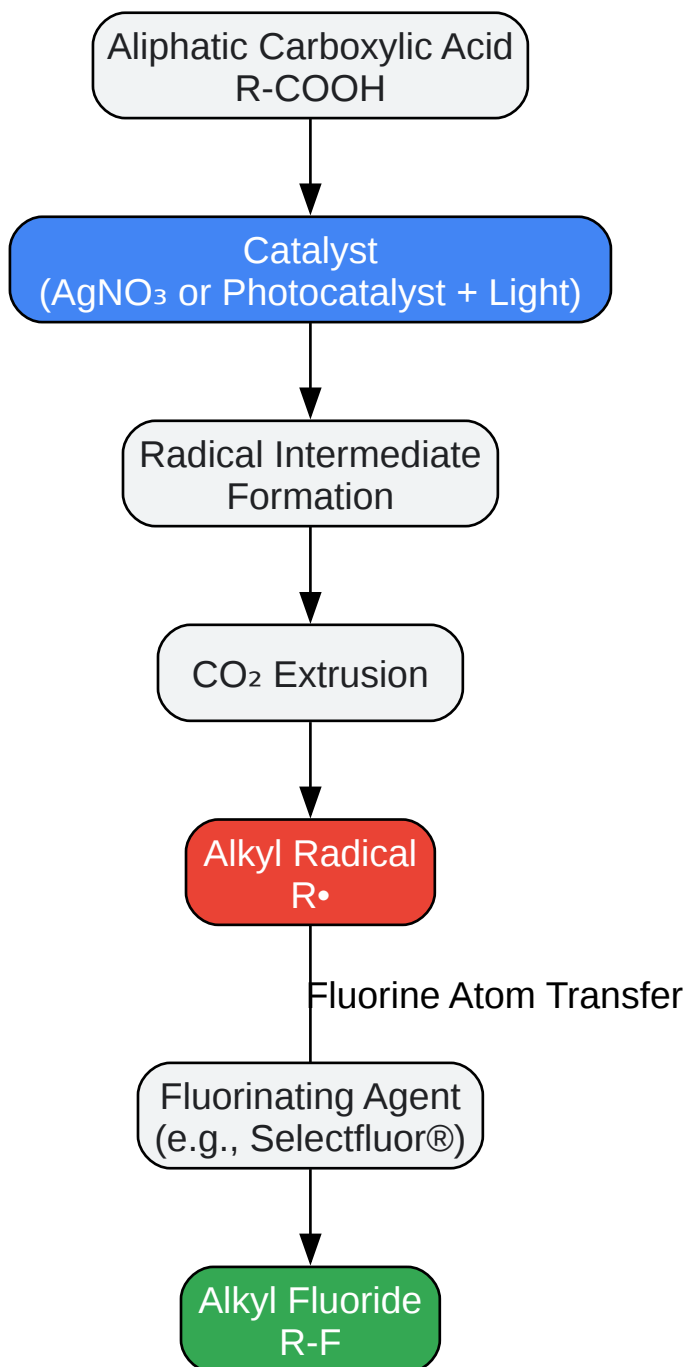 Aliphatic Carboxylic Acid
R-COOH
Catalyst
(AgNO₃ or Photocatalyst + Light)
Radical Intermediate
Formation
CO₂ Extrusion
Alkyl Radical
R•
Fluorine Atom Transfer
Fluorinating Agent
(e.g., Selectfluor®)
Alkyl Fluoride
R-F